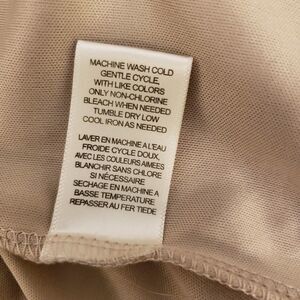 MACHINE WASH COLD
GENTLE CYCLE,
WITH LIKE COLORS
ONLY NON-CHLORINE
BLEACH WHEN NEEDED
TUMBLE DRY LOW
COOL IRON AS NEEDED
LAVER EN MACHINE A L'EAU
FROIDE CYCLE DOUX,
AVEC LES COULEURS AIMEES
BLANCHIR SANS CHLORE
SI NÉCESSAIRE
SECHAGE EN MACHINE A
BASSE TEMPERATURE
REPASSER AU FER TIEDE